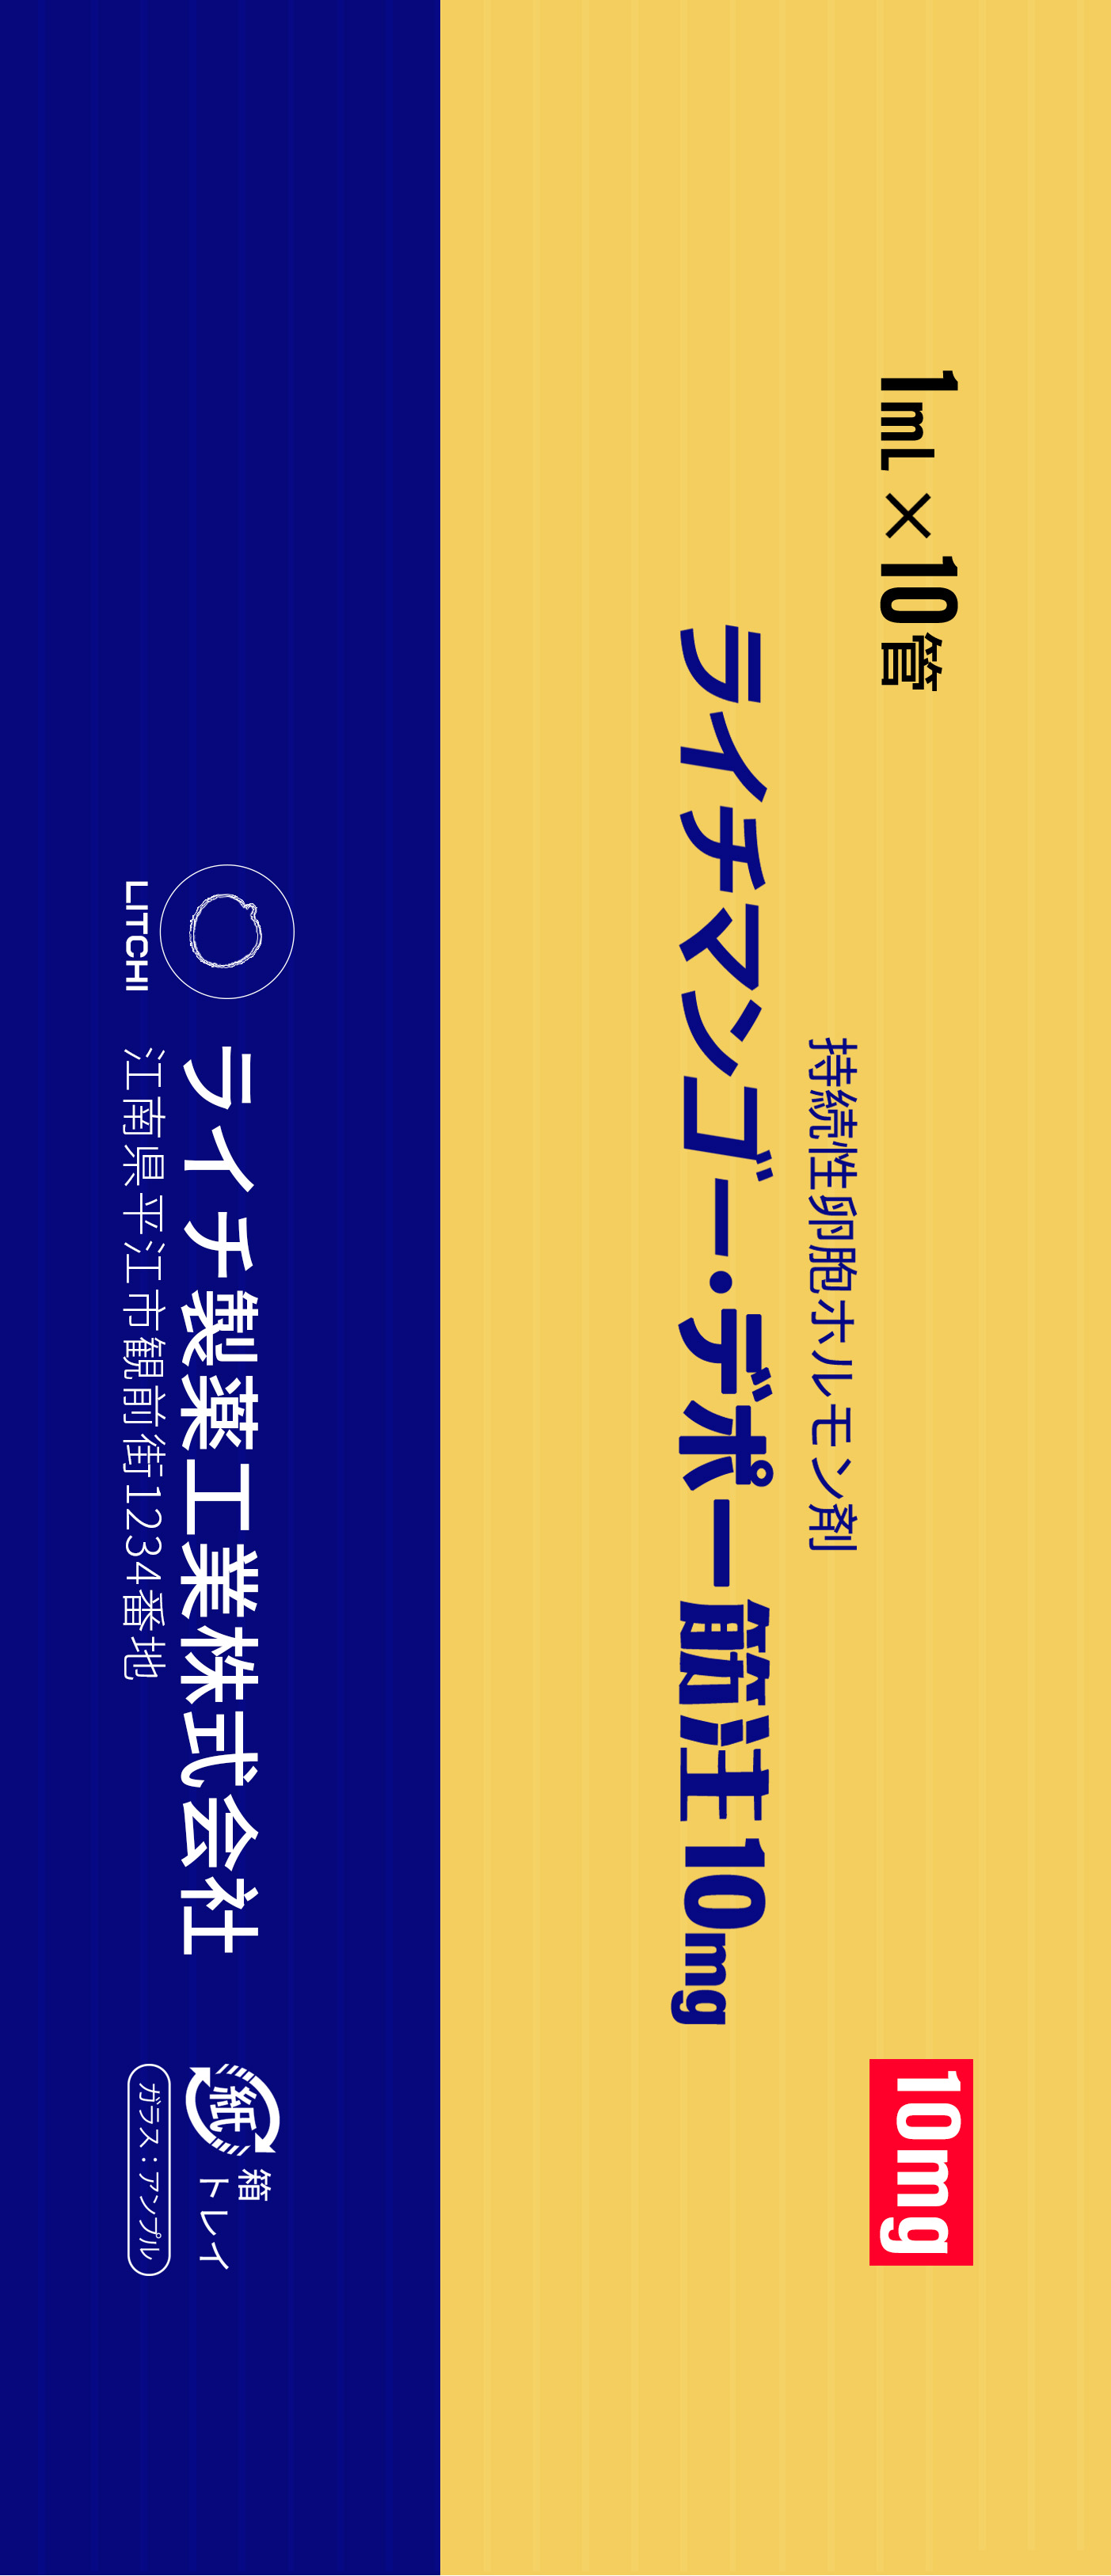 1mL×10管
10mg
持続性卵胞ホルモン剤
ライチマンゴー・デポー筋注10mg
LITCHI
ライチ製薬工業株式会社
江南県平江市観前街1234番地
紙
箱
トレイ
ガラス：アンプル